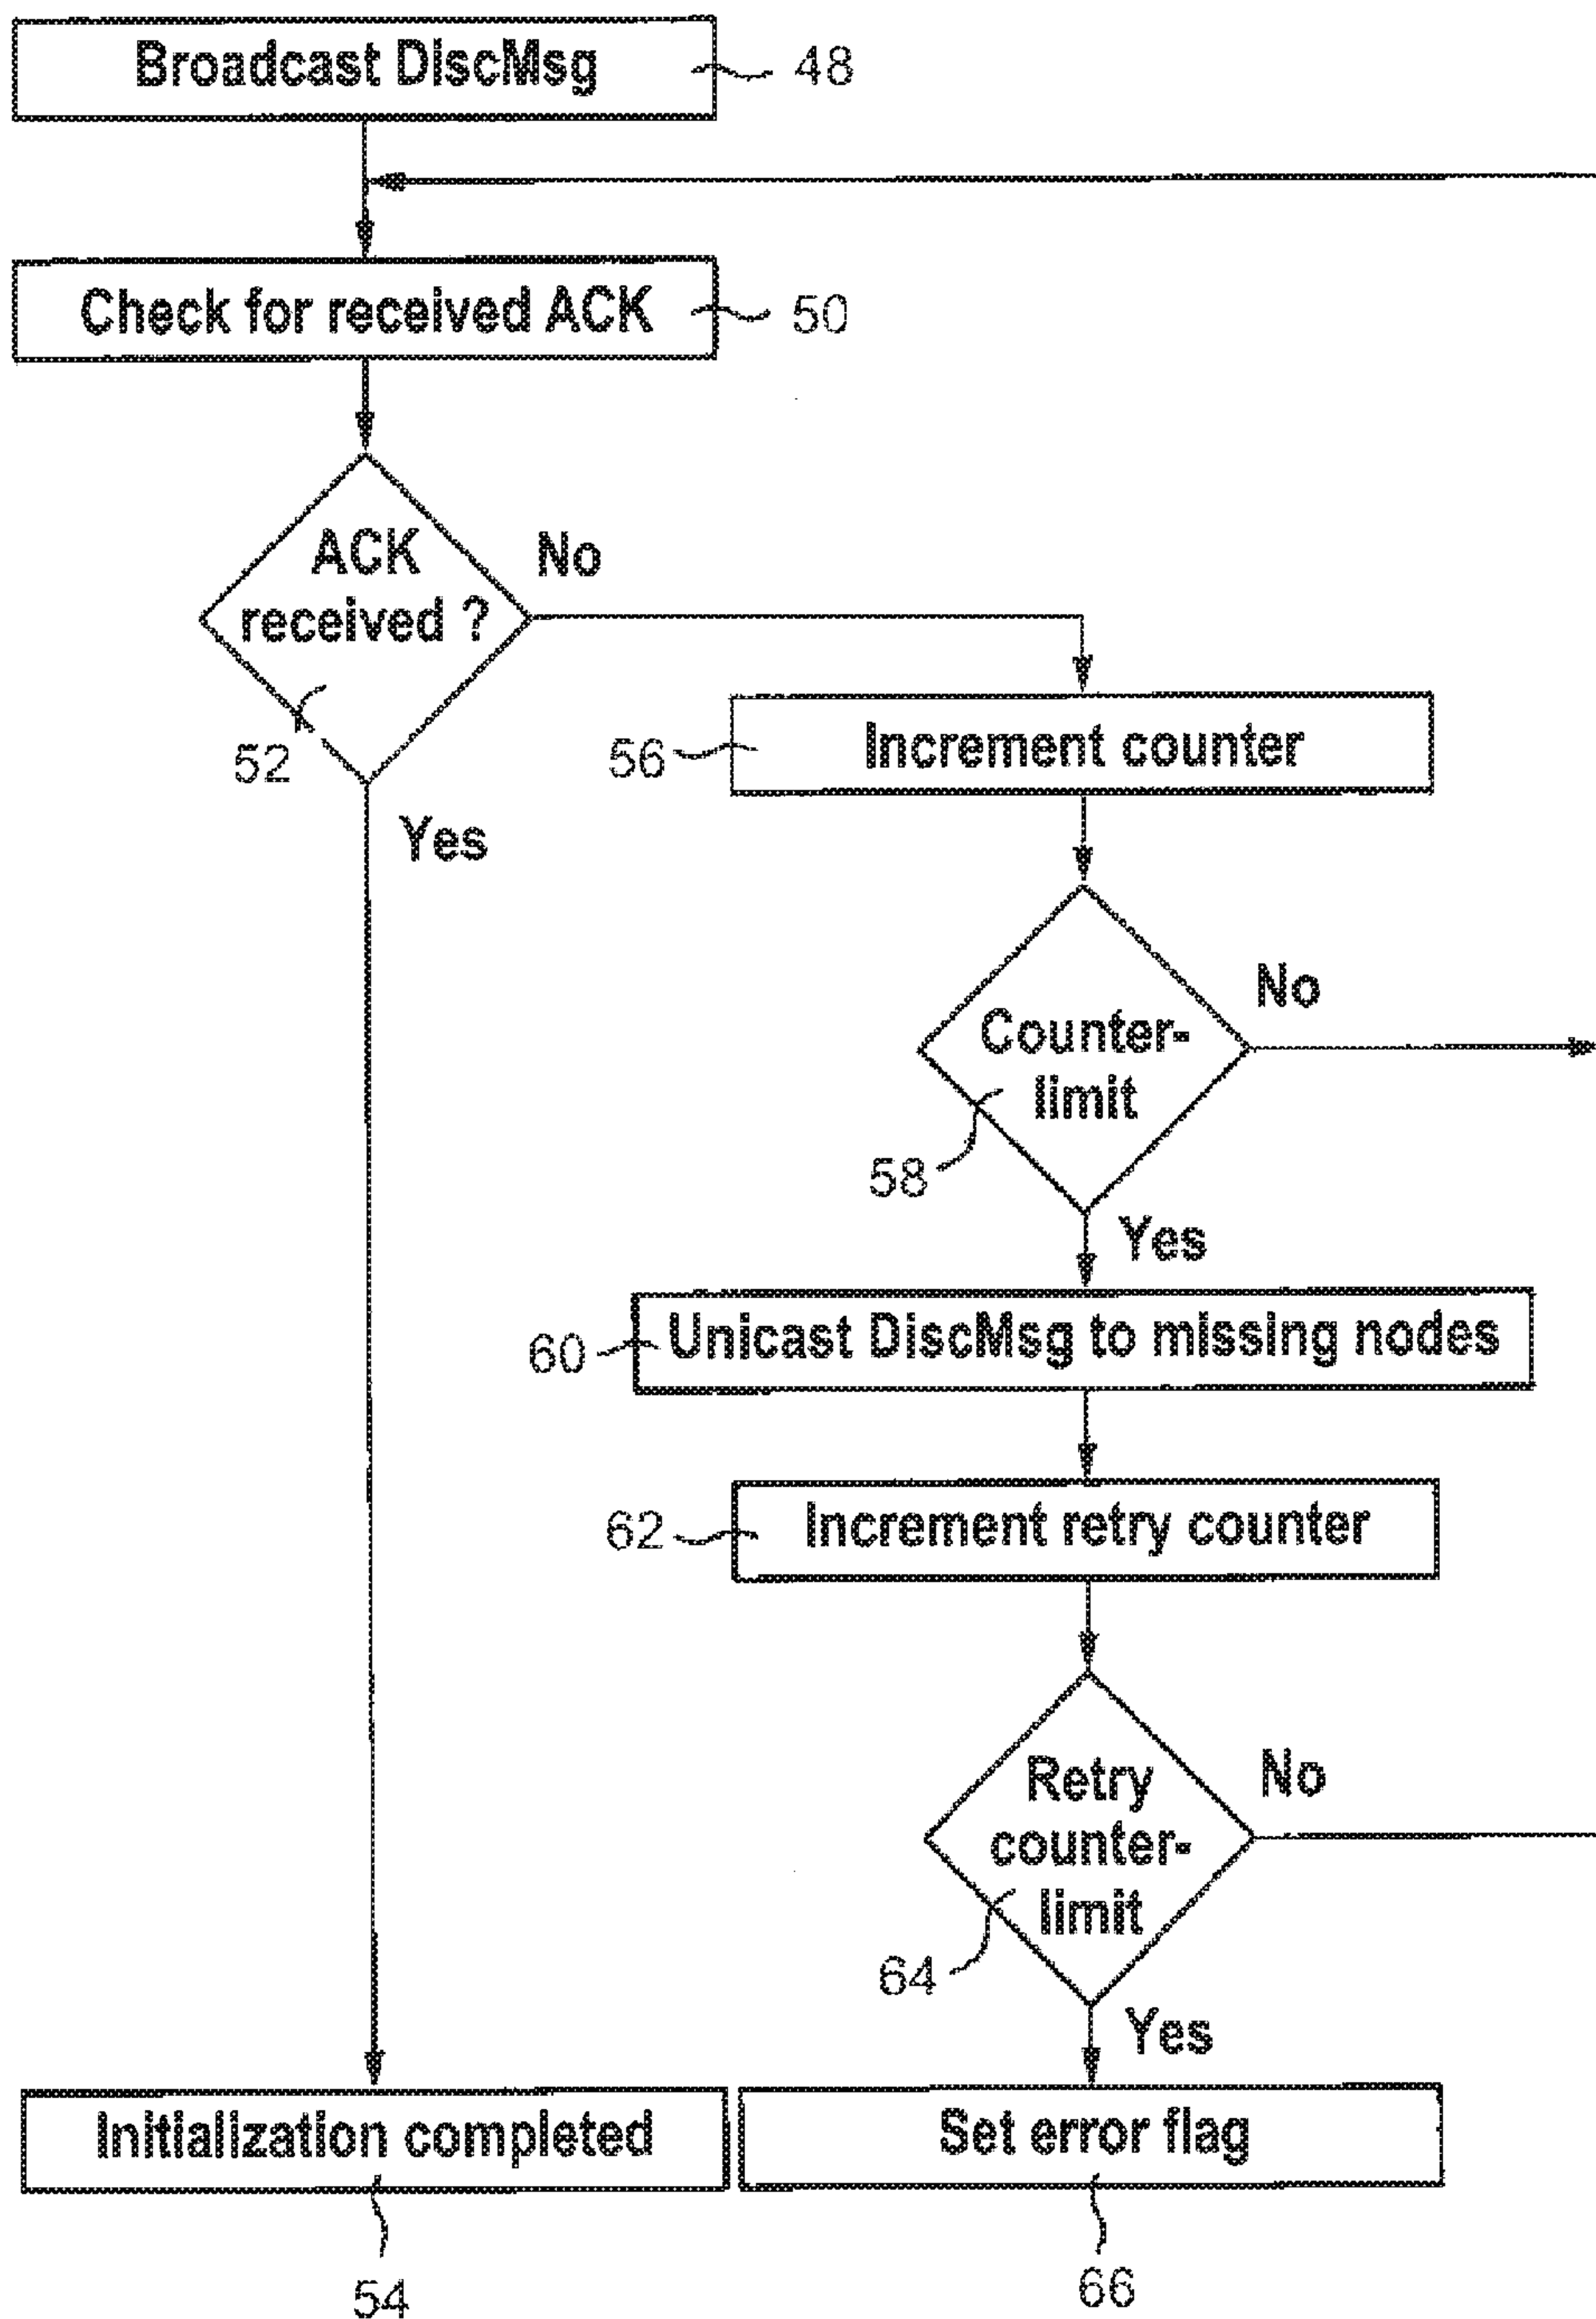 Broadcast DiscMsg
48
Check for received ACK
50
ACK
received ?
No
52
Yes
56
Increment counter
Counter-
limit
No
58
Yes
60
Unicast DiscMsg to missing nodes
62
Increment retry counter
Retry
counter-
limit
No
64
Yes
Initialization completed
Set error flag
54
66